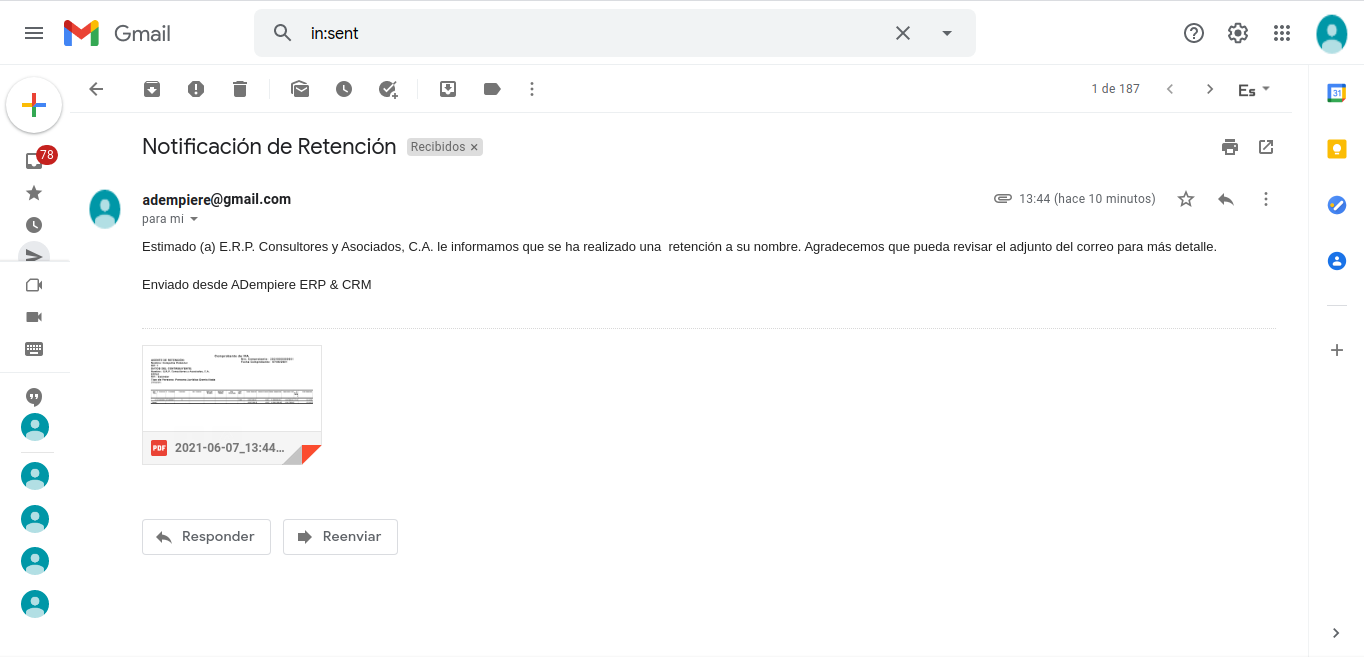 Gmail
in:sent
1 de 187
Es
31
78
Notificación de Retención
Recibidos ×
adempiere@gmail.com
13:44 (hace 10 minutos)
para mi
Estimado (a) E.R.P. Consultores y Asociados, C.A. le informamos que se ha realizado una retención a su nombre. Agradecemos que pueda revisar el adjunto del correo para más detalle.
Enviado desde ADempiere ERP & CRM
PDF 2021-06-07_13:44...
Responder
Reenviar